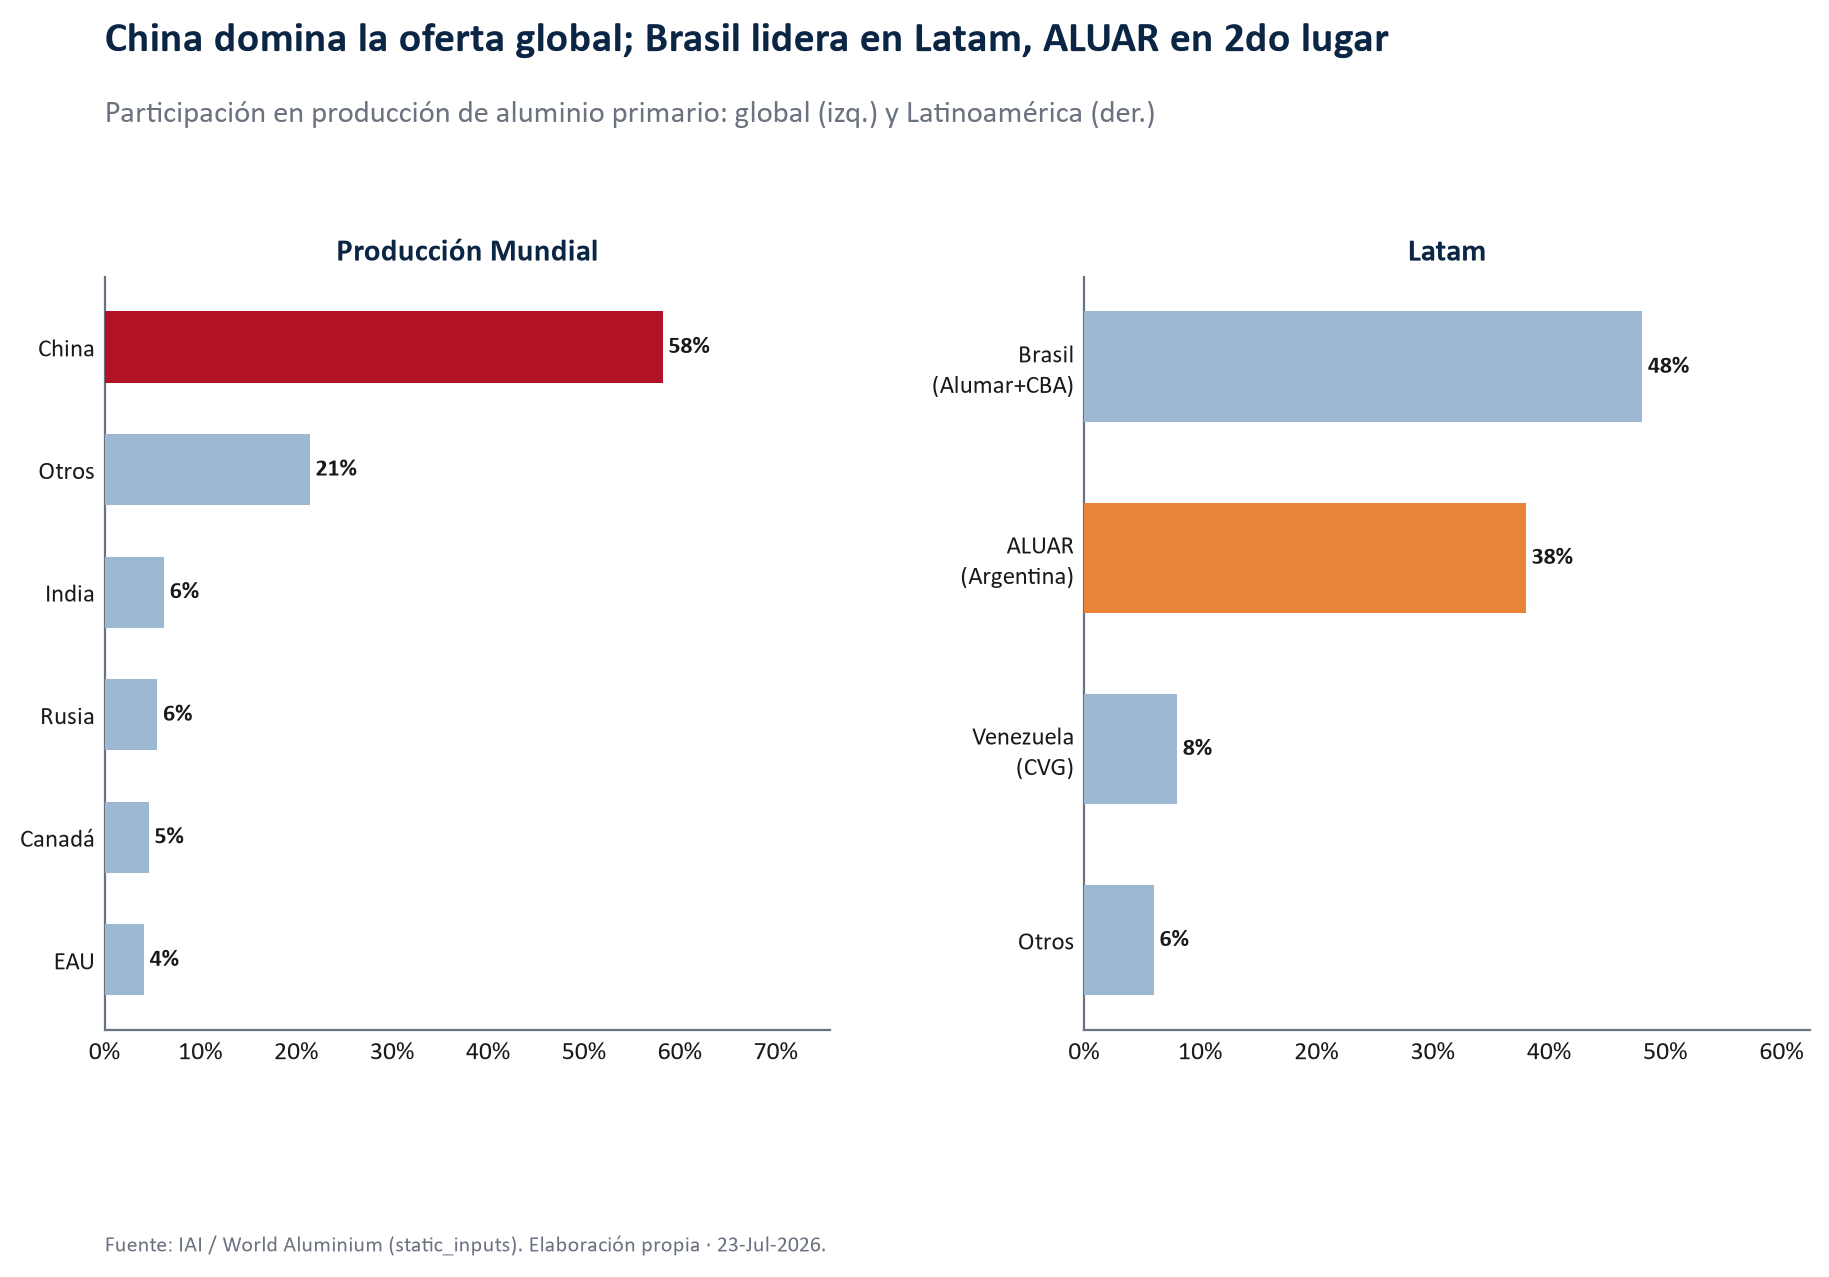 China domina la oferta global; Brasil lidera en Latam, ALUAR en 2do lugar
Participación en producción de aluminio primario: global (izq.) y Latinoamérica (der.)
Producción Mundial
China
58%
Otros
21%
India
6%
Rusia
6%
Canadá
5%
EAU
4%
0% 10% 20% 30% 40% 50% 60% 70%
Latam
Brasil
(Alumar+CBA)
48%
ALUAR
(Argentina)
38%
Venezuela
(CVG)
8%
Otros
6%
0% 10% 20% 30% 40% 50% 60%
Fuente: IAI / World Aluminium (static_inputs). Elaboración propia · 23-Jul-2026.